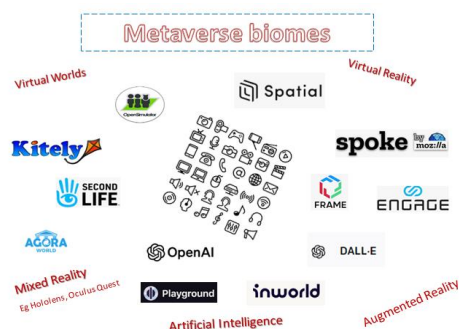 Metaverse biomes
Virtual Worlds
Virtual Reality
OpenSimulator
Spatial
Kitely
spoke by moz://a
SECOND
LIFE
FRAME
ENGAGE
AGORA
WORLD
OpenAI
DALL·E
Mixed Reality
Eg Hololens, Oculus Quest
Playground
inworld
Augmented Reality
Artificial Intelligence